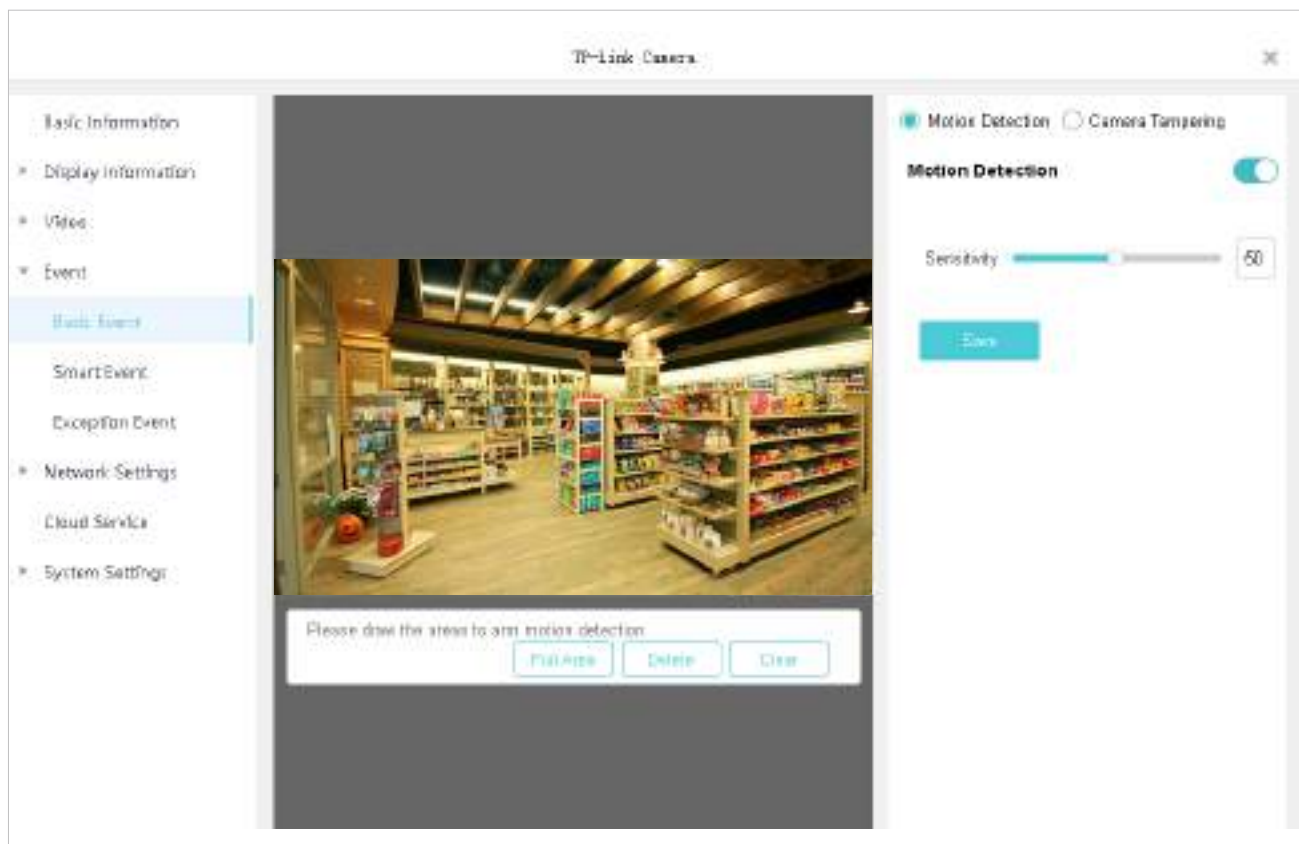 TP-Link Camera
Basic Information
Display Information
Video
Event
Basic Event
Smart Event
Exception Event
Network Settings
Cloud Service
System Settings
Please draw the areas to arm motion detection
Full Area Delete Clear
Motion Detection Camera Tampering
Motion Detection
Sensitivity 50
Save